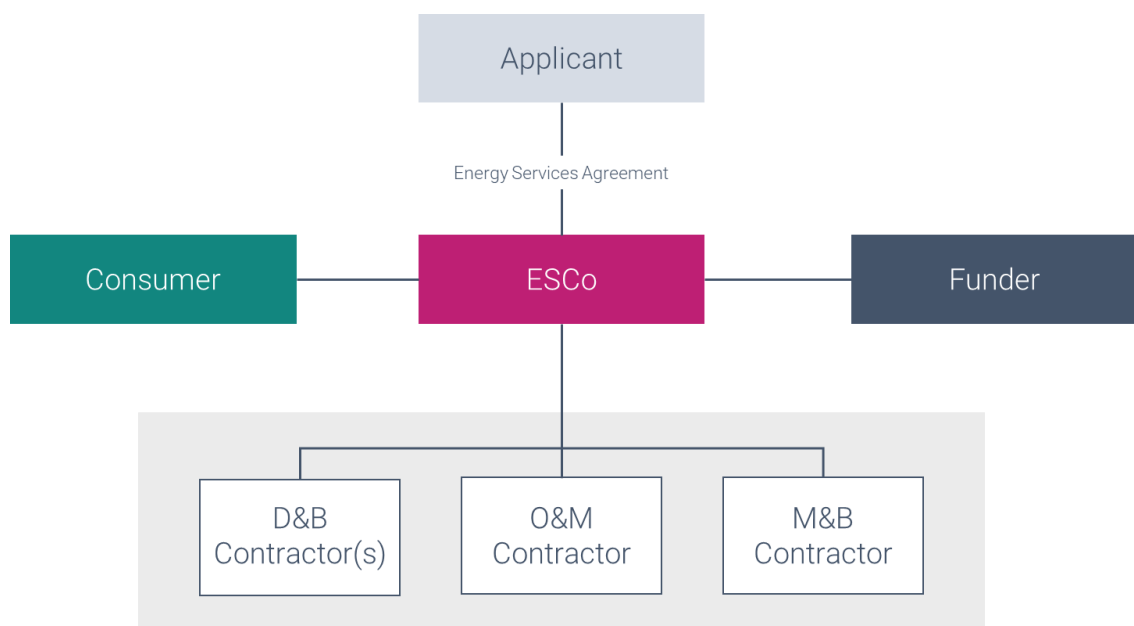 Applicant
Energy Services Agreement
Consumer
ESCo
Funder
D&B
Contractor(s)
O&M
Contractor
M&B
Contractor